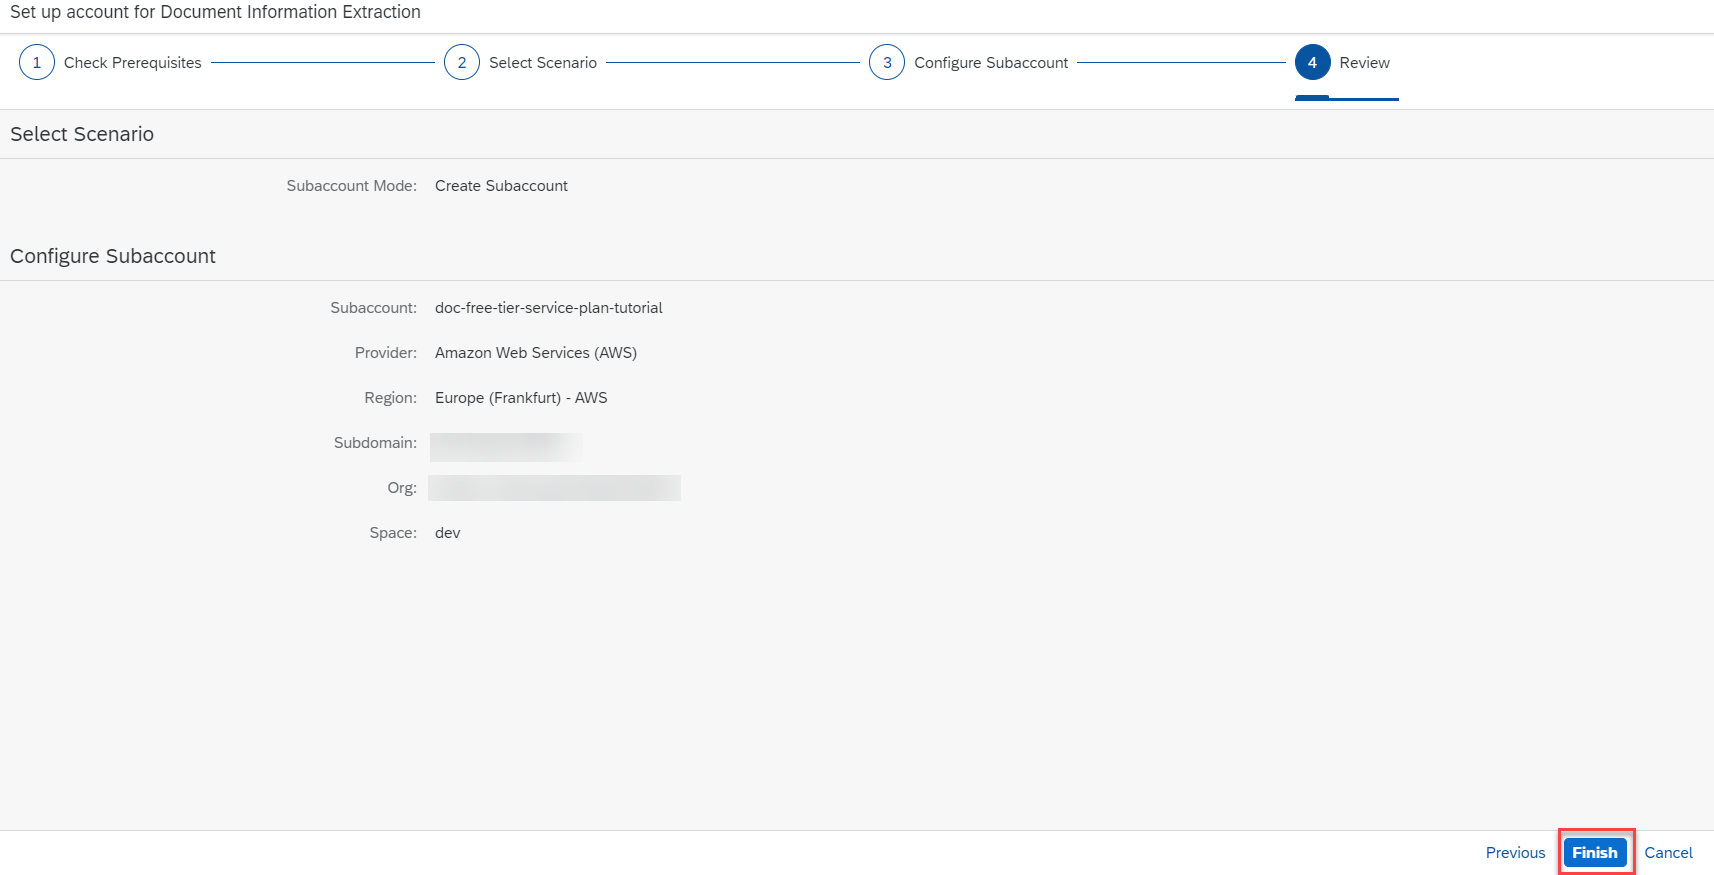 Set up account for Document Information Extraction
1 Check Prerequisites 2 Select Scenario 3 Configure Subaccount 4 Review
Select Scenario
Subaccount Mode: Create Subaccount
Configure Subaccount
Subaccount: doc-free-tier-service-plan-tutorial
Provider: Amazon Web Services (AWS)
Region: Europe (Frankfurt) - AWS
Subdomain:
Org:
Space: dev
Previous Finish Cancel